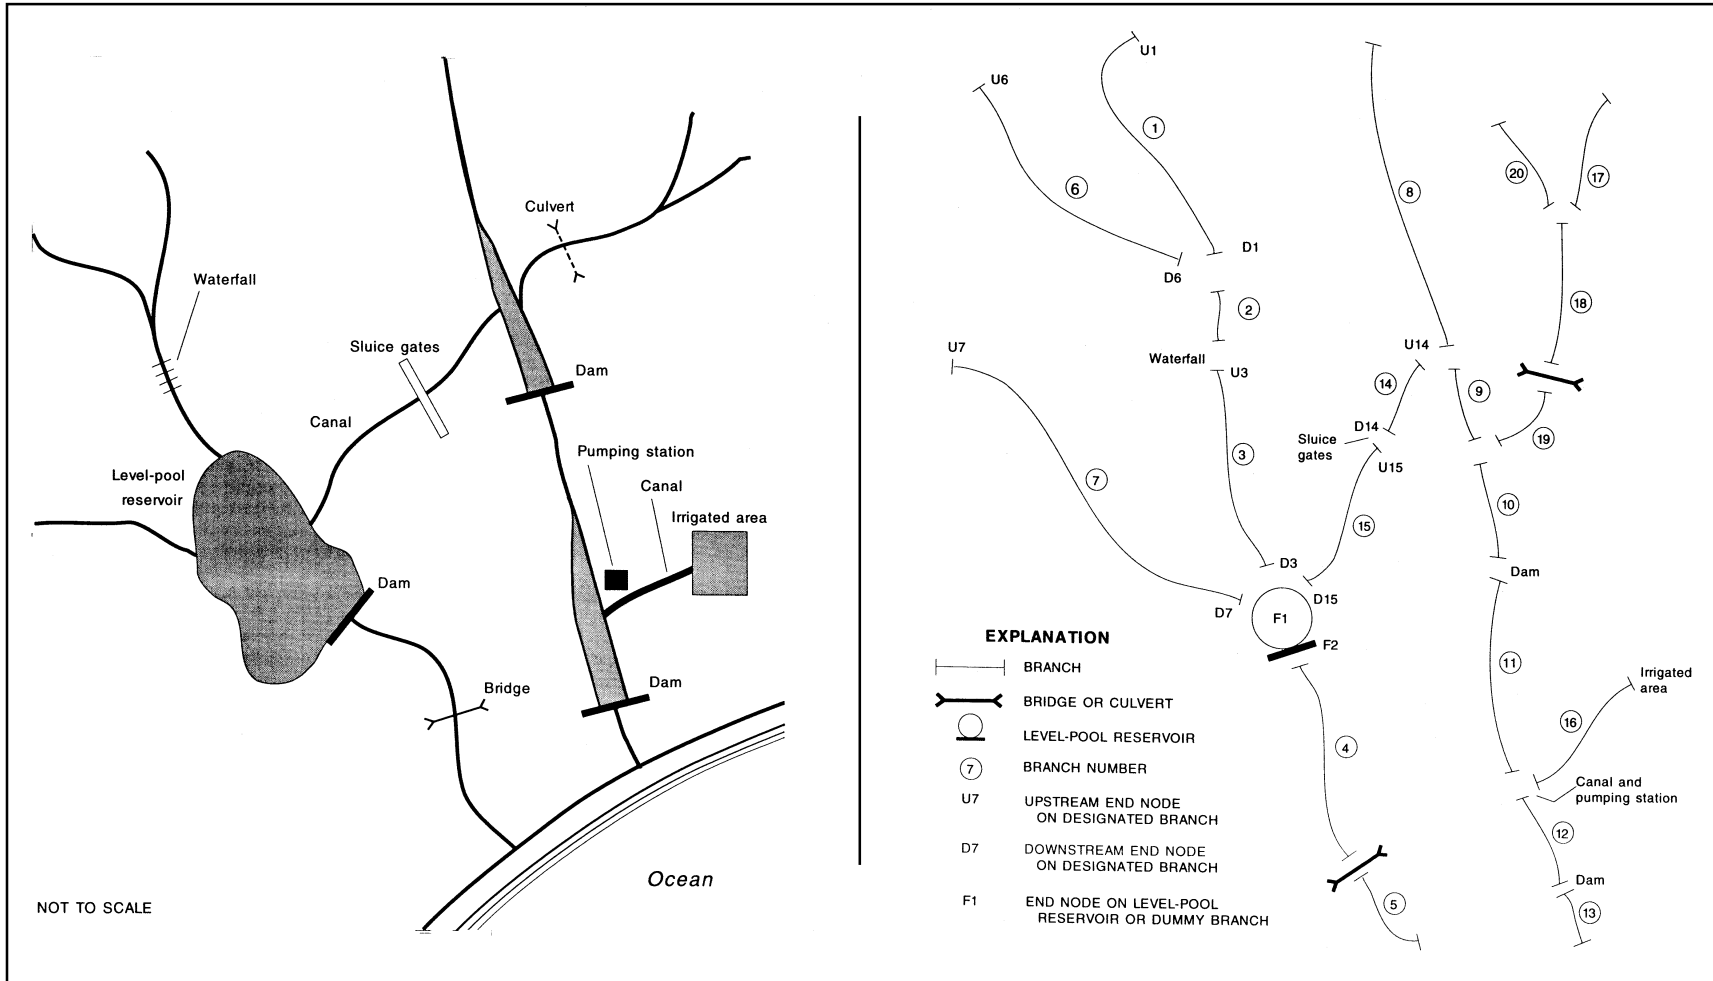 Culvert
Waterfall
Sluice gates
Dam
Canal
Pumping station
Level-pool
reservoir
Canal
Irrigated area
Dam
Dam
Bridge
Ocean
NOT TO SCALE
U1
U6
1
6
8
20
17
D1
D6
2
18
U7
Waterfall
U3
U14
14
9
D14
Sluice
gates
19
3
U15
7
10
15
D3
Dam
D7
D15
F1
F2
11
Irrigated
area
16
4
Canal and
pumping station
12
Dam
5
13
EXPLANATION
BRANCH
BRIDGE OR CULVERT
LEVEL-POOL RESERVOIR
7 BRANCH NUMBER
U7 UPSTREAM END NODE
ON DESIGNATED BRANCH
D7 DOWNSTREAM END NODE
ON DESIGNATED BRANCH
F1 END NODE ON LEVEL-POOL
RESERVOIR OR DUMMY BRANCH